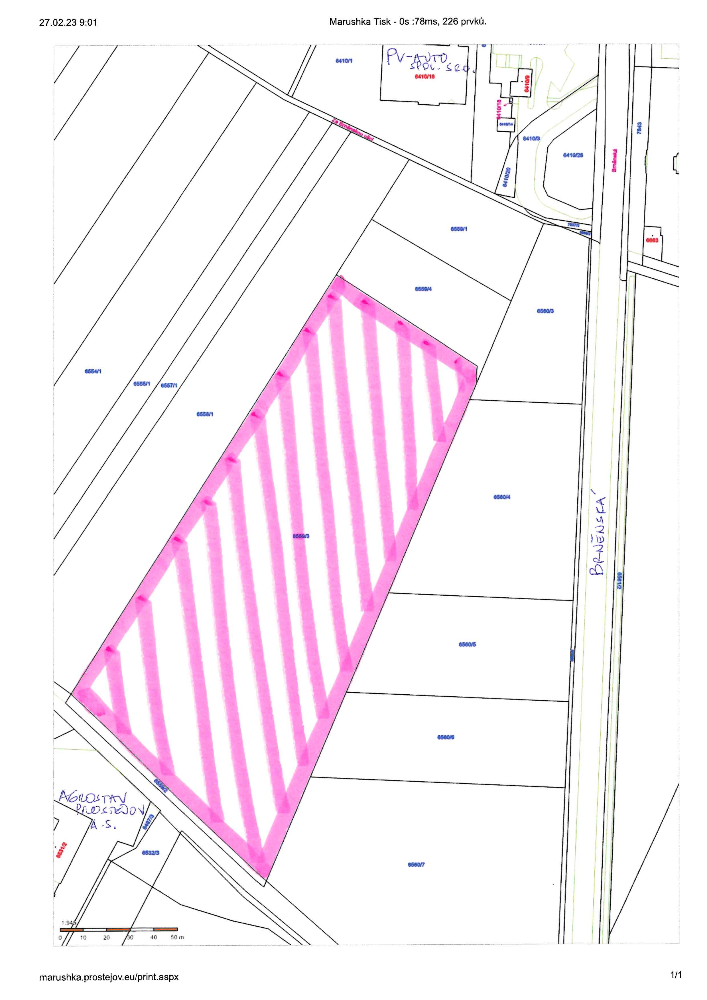 27.02.23 9:01
Marushka Tisk - 0s :78ms, 226 prvků.
6410/1
PV-AUTO
SPOL. S R.O.
6410/18
6410/9
6410/16
6410/14
Za Brněnskou ulicí
6410/3
7843
6410/26
Brněnská
6410/20
6559/1
6663
6559/4
6560/3
6554/1
6555/1
6557/1
6558/1
6560/4
BRNĚNSKÁ
6559/3
6561/2
6560/5
6560/6
6559/2
AGROSTAV
PROSTĚJOV
A.S.
6497/3
6531/2
6532/3
6560/7
1:945
0 10 20 30 40 50 m
marushka.prostejov.eu/print.aspx
1/1